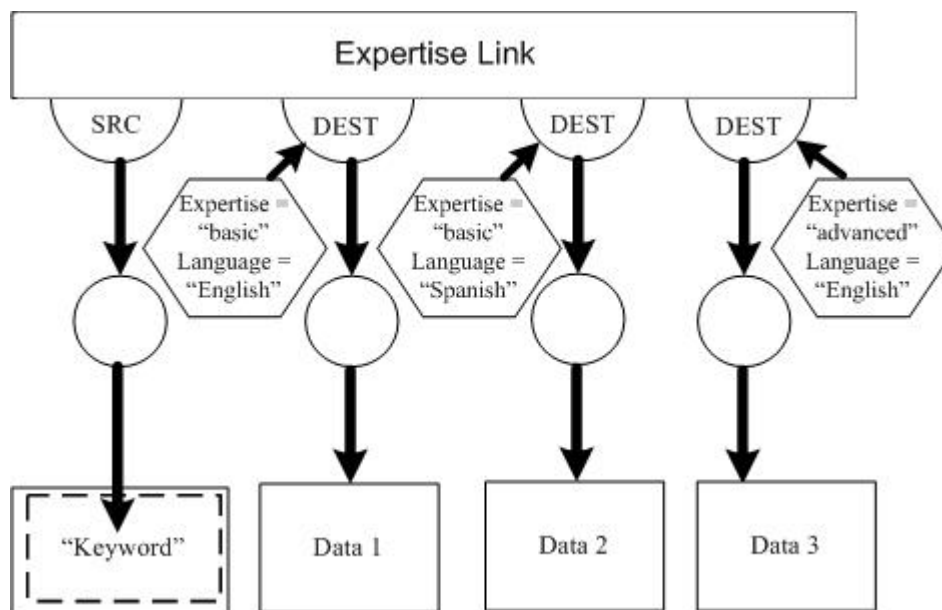 Expertise Link
SRC
DEST
DEST
DEST
Expertise =
“basic”
Language =
“English”
Expertise =
“basic”
Language =
“Spanish”
Expertise =
“advanced”
Language =
“English”
“Keyword”
Data 1
Data 2
Data 3